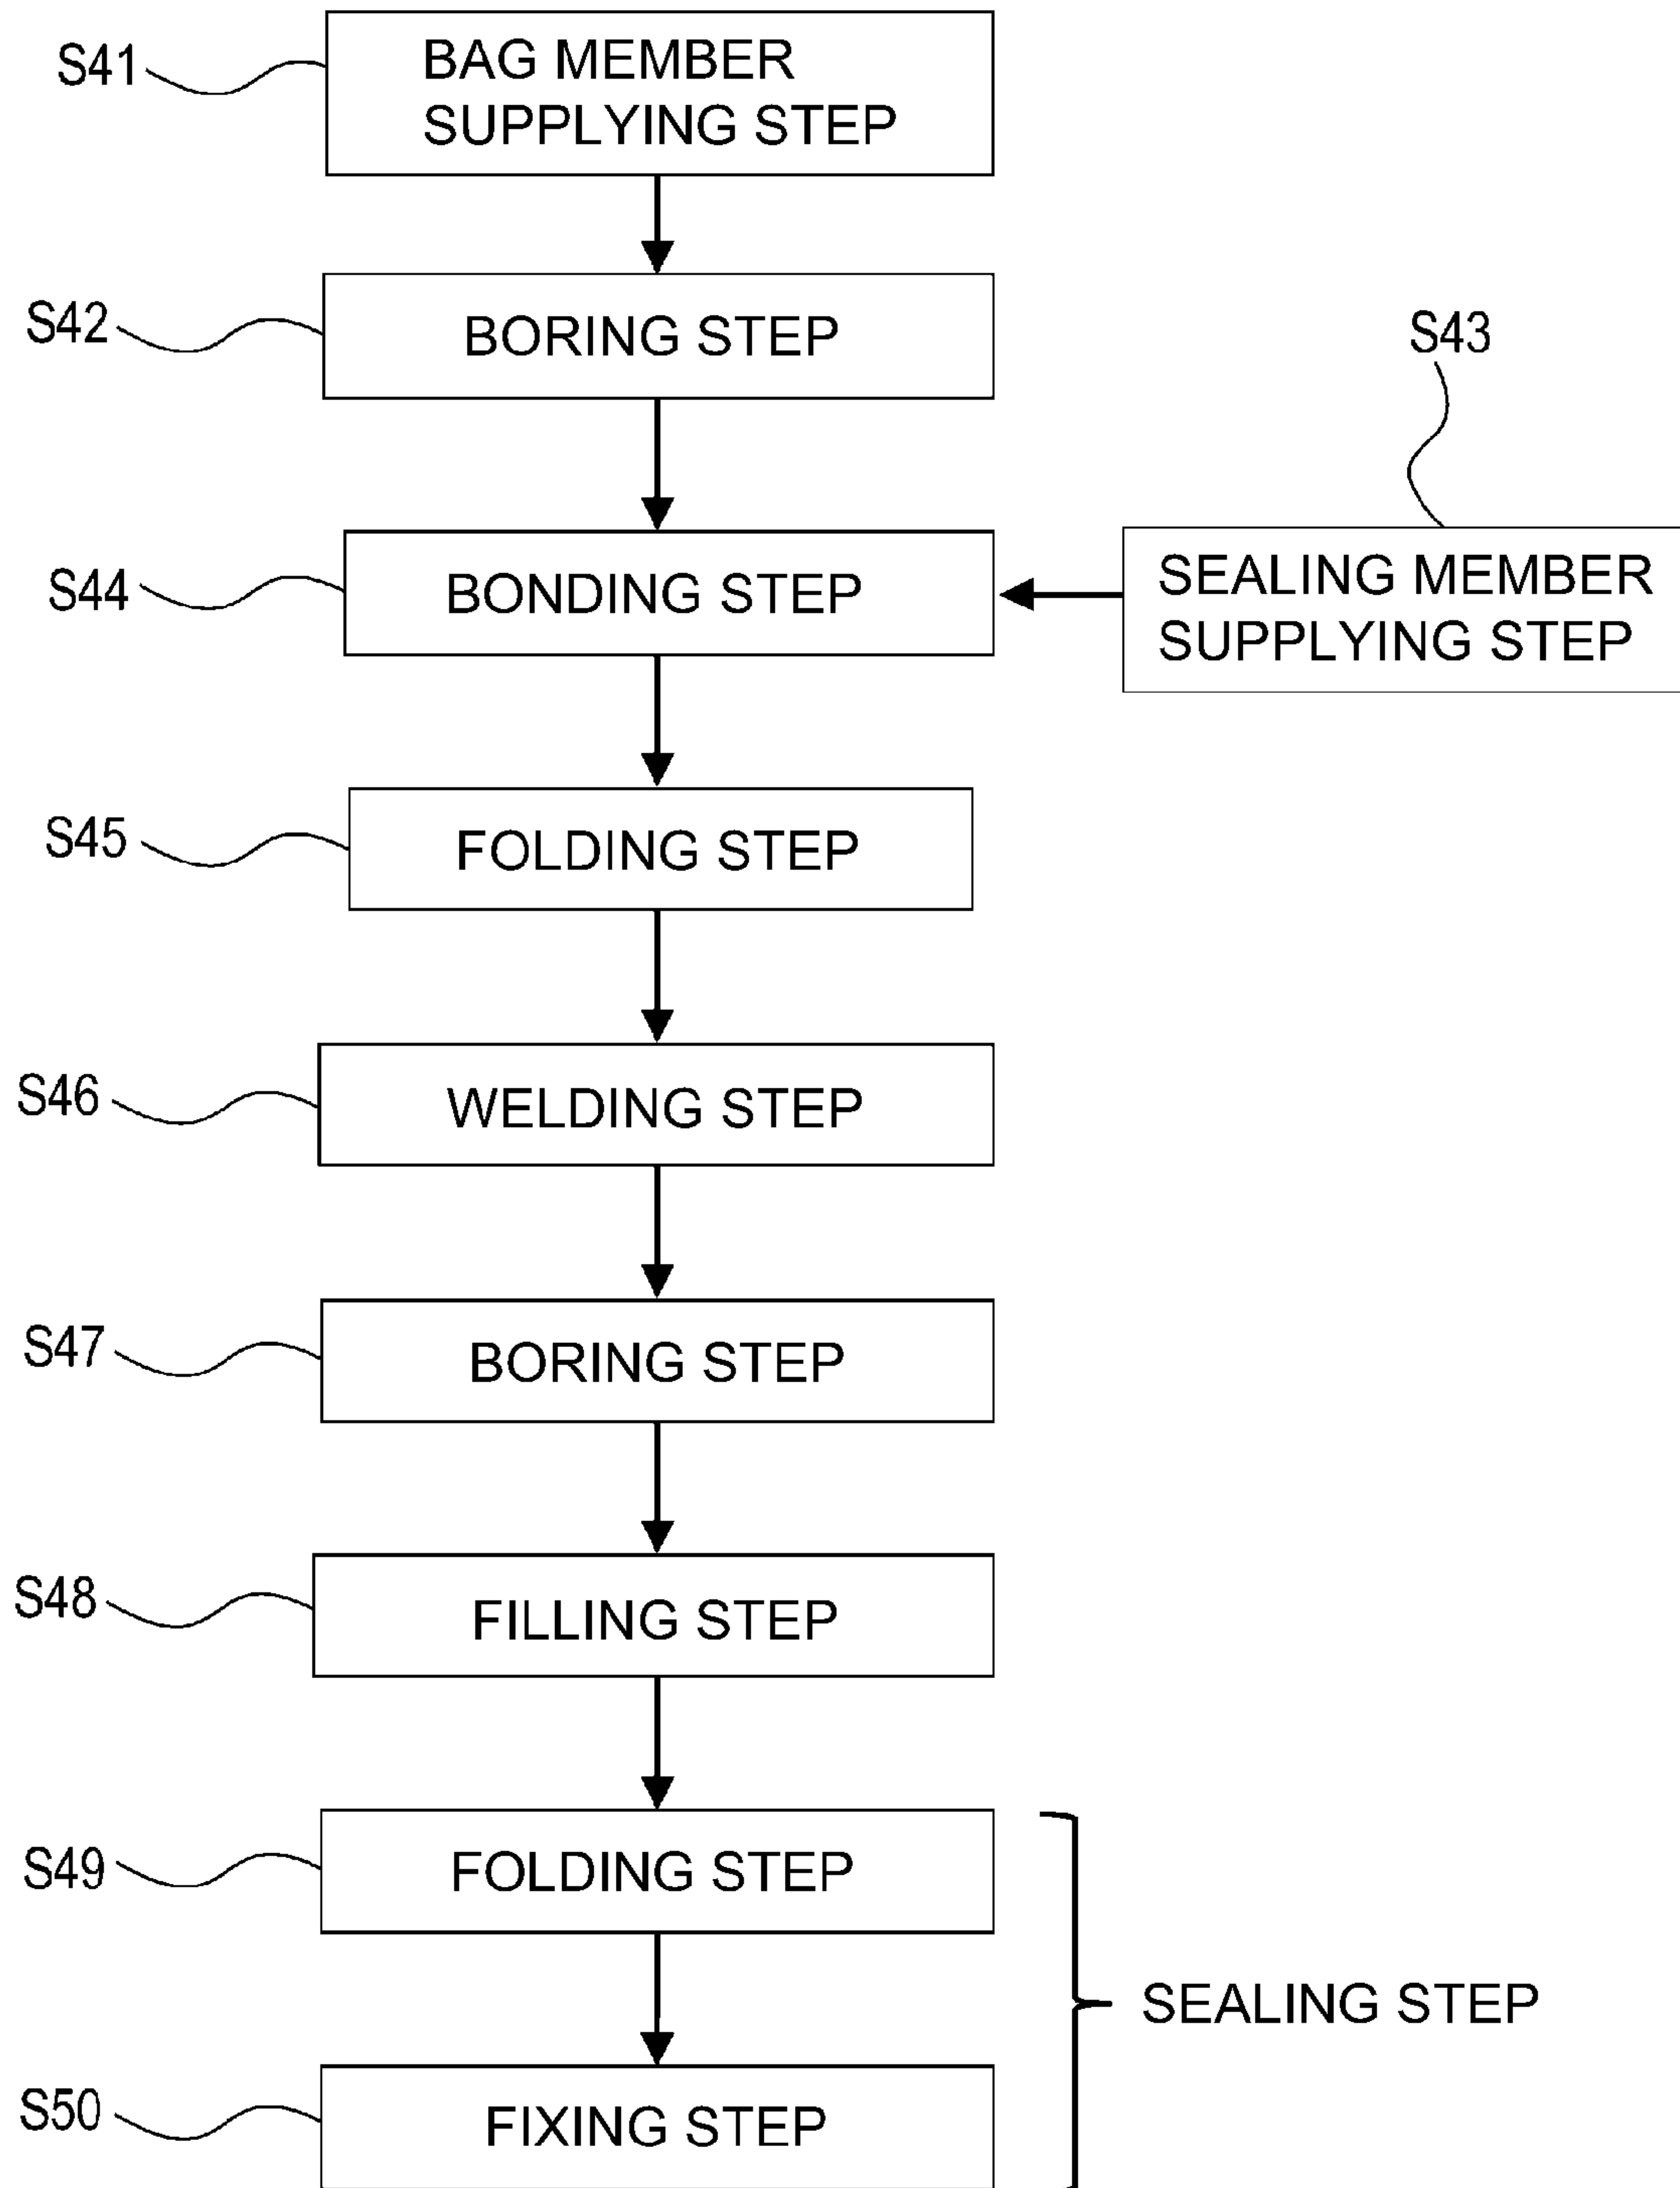 S41
BAG MEMBER
SUPPLYING STEP
S42
BORING STEP
S43
SEALING MEMBER
SUPPLYING STEP
S44
BONDING STEP
S45
FOLDING STEP
S46
WELDING STEP
S47
BORING STEP
S48
FILLING STEP
S49
FOLDING STEP
SEALING STEP
S50
FIXING STEP